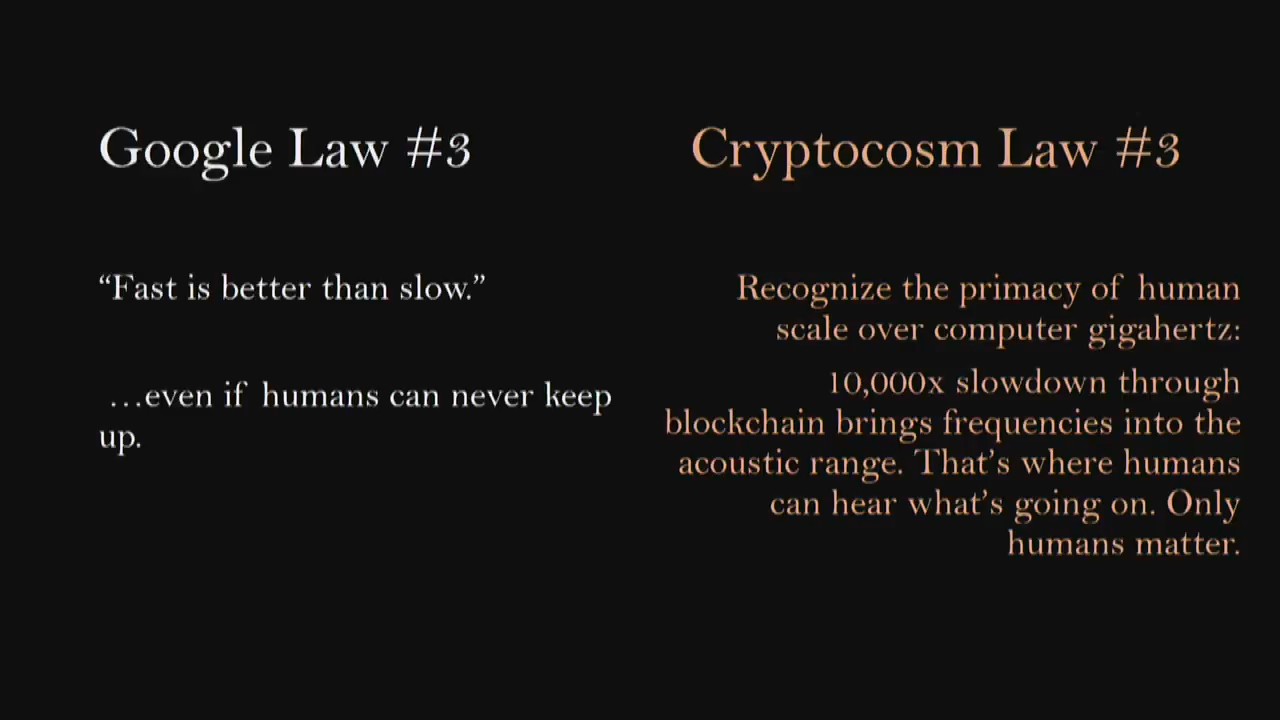 Google Law #3
“Fast is better than slow.”
…even if humans can never keep
up.
Cryptocosm Law #3
Recognize the primacy of human
scale over computer gigahertz:
10,000x slowdown through
blockchain brings frequencies into the
acoustic range. That’s where humans
can hear what’s going on. Only
humans matter.